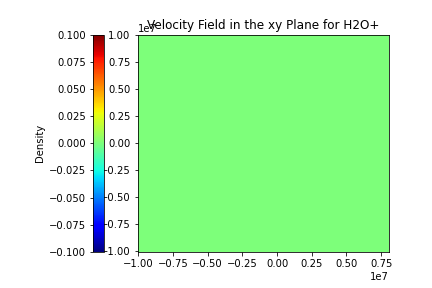 Velocity Field in the xy Plane for H2O+
1e7
0.100 1.00
0.075 0.75
0.050 0.50
0.025 0.25
0.000 0.00
−0.025 −0.25
−0.050 −0.50
−0.075 −0.75
−0.100 −1.00
Density
−1.00 −0.75 −0.50 −0.25 0.00 0.25 0.50 0.75
1e7